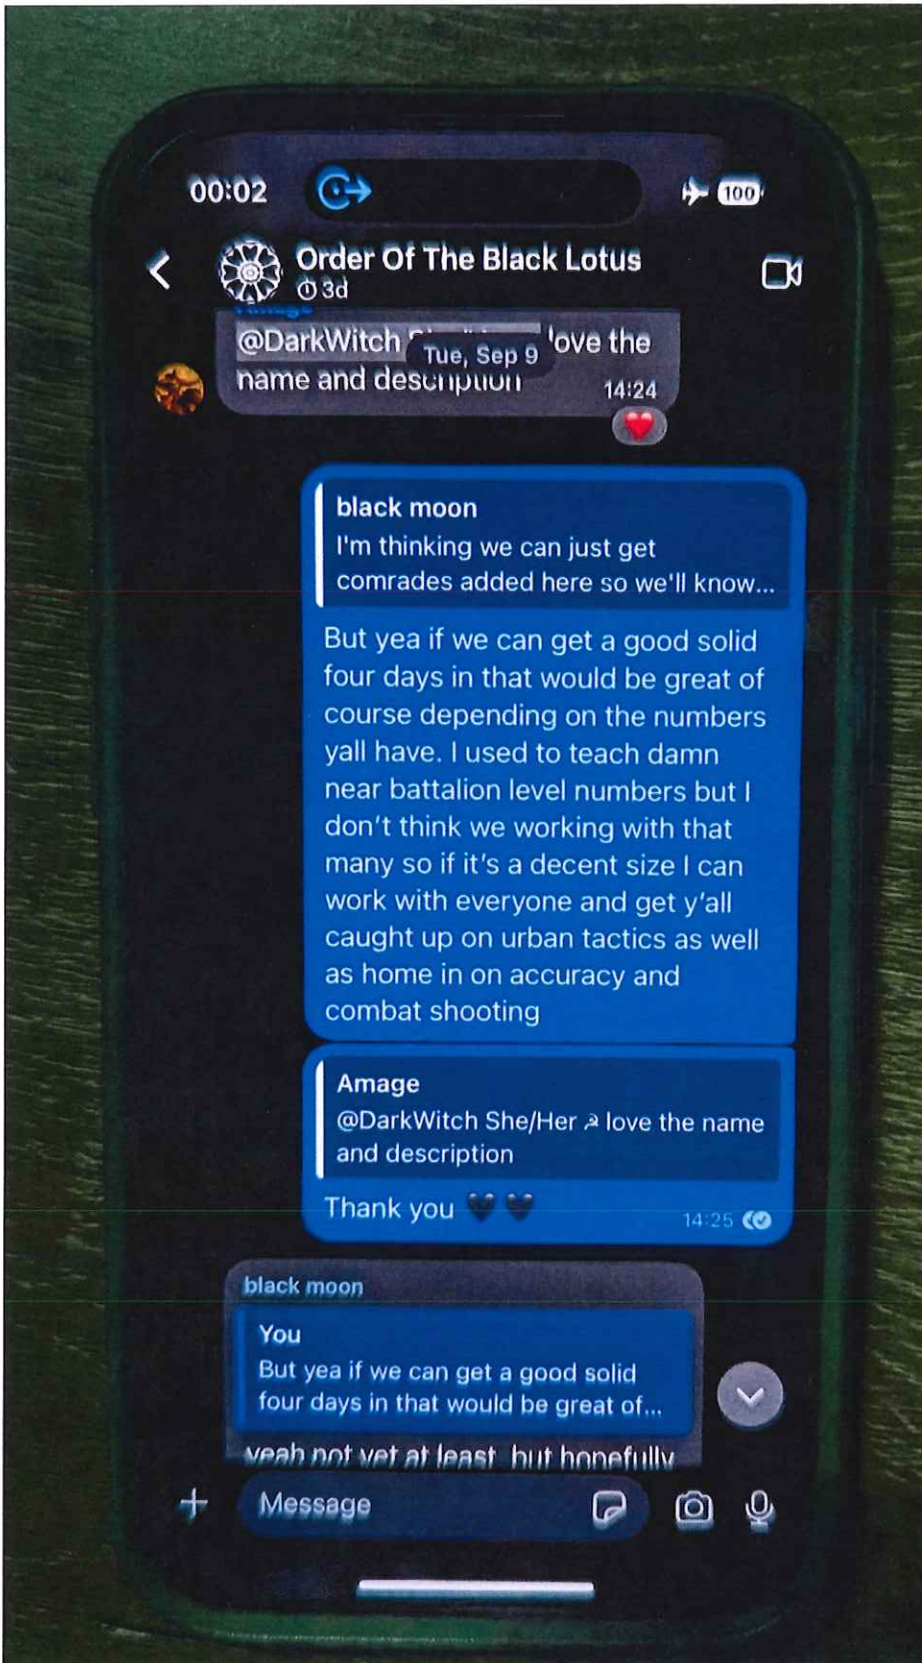 00:02
100
Order Of The Black Lotus
3d
@DarkWitch love the
Tue, Sep 9
name and description
14:24
black moon
I'm thinking we can just get
comrades added here so we'll know...
But yea if we can get a good solid
four days in that would be great of
course depending on the numbers
yall have. I used to teach damn
near battalion level numbers but I
don't think we working with that
many so if it's a decent size I can
work with everyone and get y'all
caught up on urban tactics as well
as home in on accuracy and
combat shooting
Amage
@DarkWitch She/Her ☭ love the name
and description
Thank you 🖤 🖤
14:25
black moon
You
But yea if we can get a good solid
four days in that would be great of...
yeah not yet at least but hopefully
Message